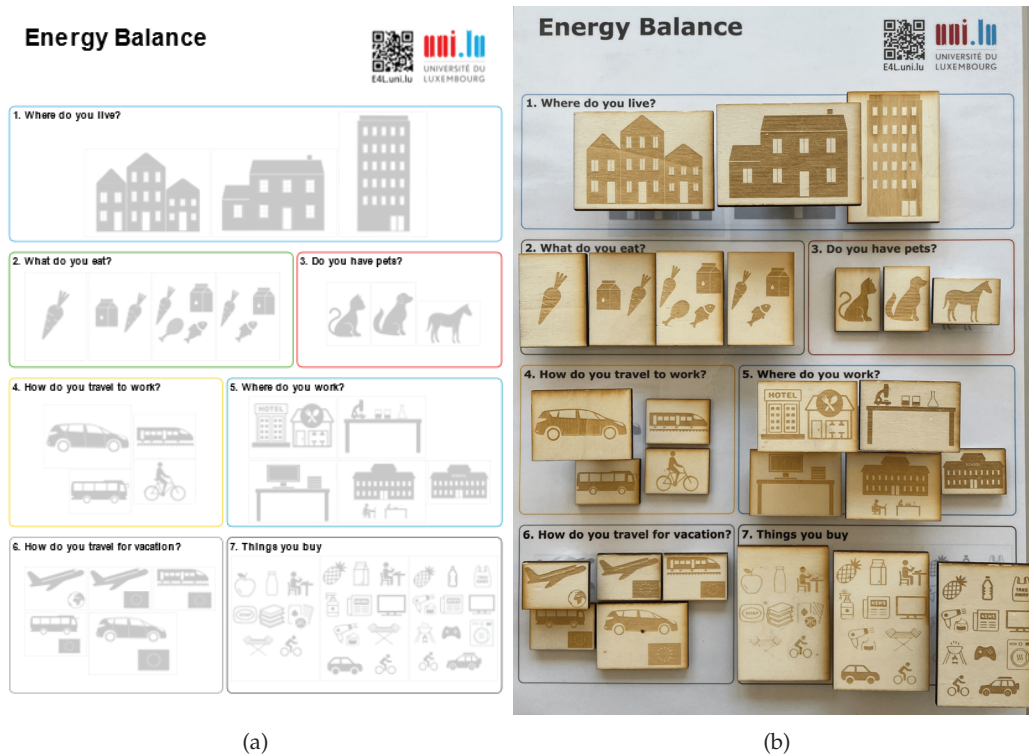 Energy Balance
E4L.uni.lu
uni.lu
UNIVERSITÉ DU
LUXEMBOURG
1. Where do you live?
2. What do you eat?
3. Do you have pets?
4. How do you travel to work?
5. Where do you work?
HOTEL
6. How do you travel for vacation?
7. Things you buy
(a)
Energy Balance
E4L.uni.lu
uni.lu
UNIVERSITÉ DU
LUXEMBOURG
1. Where do you live?
2. What do you eat?
3. Do you have pets?
4. How do you travel to work?
5. Where do you work?
HOTEL
6. How do you travel for vacation?
7. Things you buy
NEWS
NEWS
TAKE
AWAY
(b)